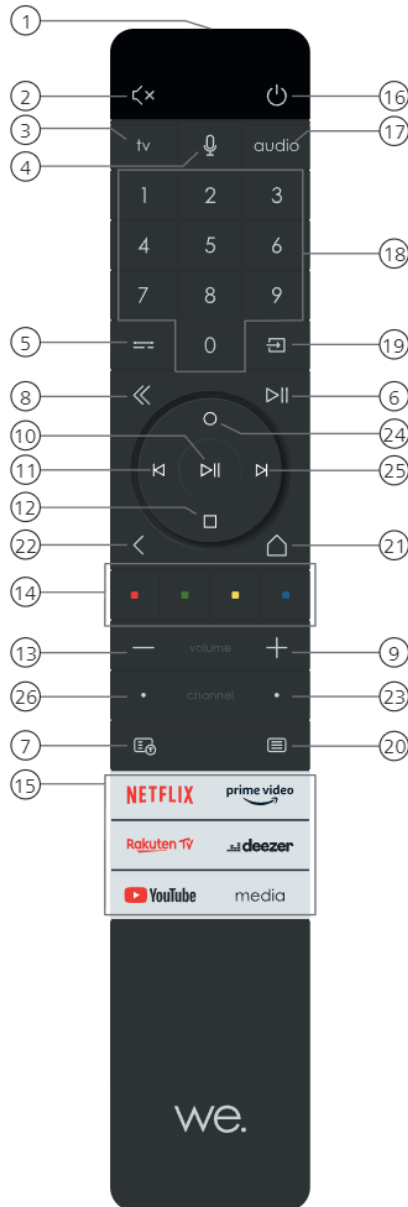 1
2 16
3 tv audio 17
4
1 2 3
4 5 6 18
7 8 9
5 0 19
8 6
10 24
11 25
12
22 21
14
13 volume 9
26 channel 23
7 20
15 NETFLIX prime video
Rakuten TV deezer
YouTube media
we.